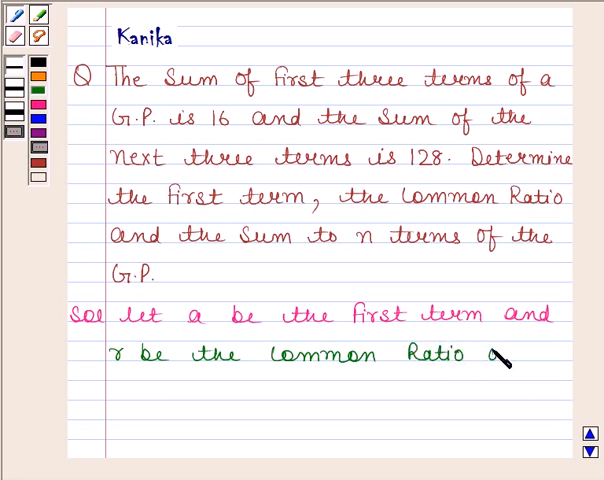 Kanika
Q The Sum of First three terms of a
G.P. is 16 and the Sum of the
next three terms is 128. Determine
the First term, the Common Ratio
and the Sum to n terms of the
G.P.
Sol let a be the First term and
r be the Common Ratio